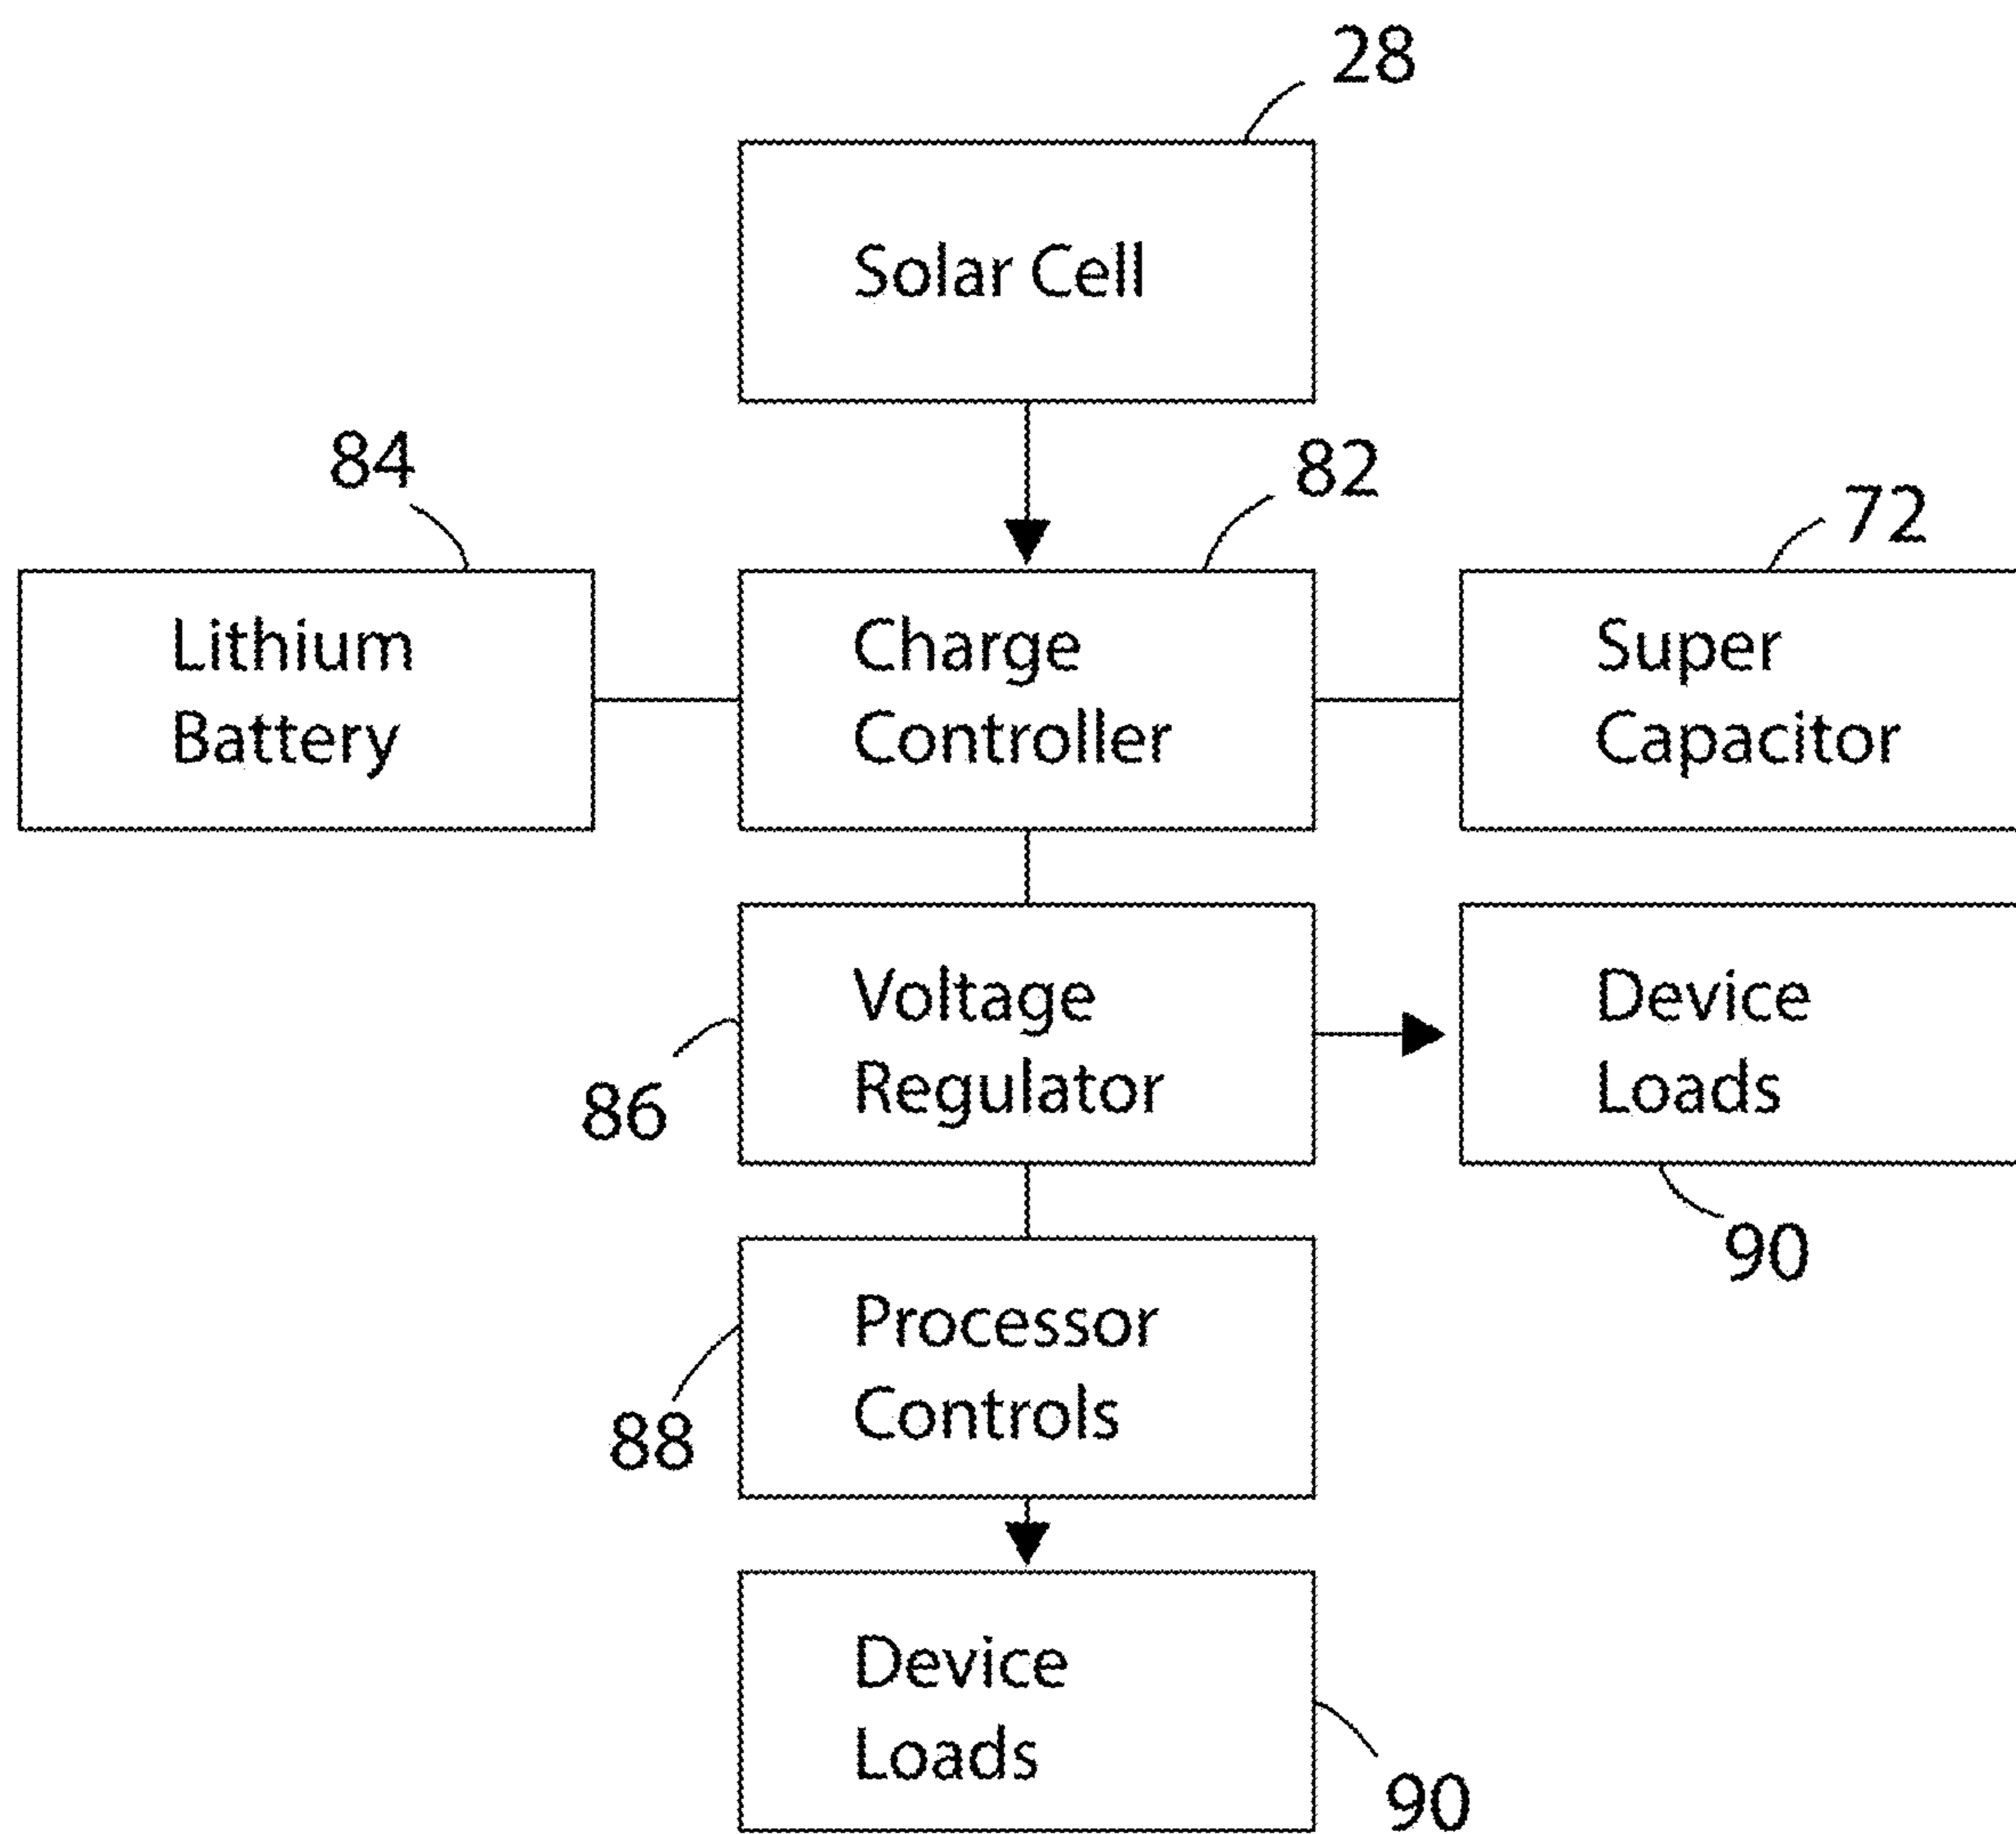 28
Solar Cell
84
82
72
Lithium
Battery
Charge
Controller
Super
Capacitor
Voltage
Regulator
Device
Loads
86
90
Processor
Controls
88
Device
Loads
90